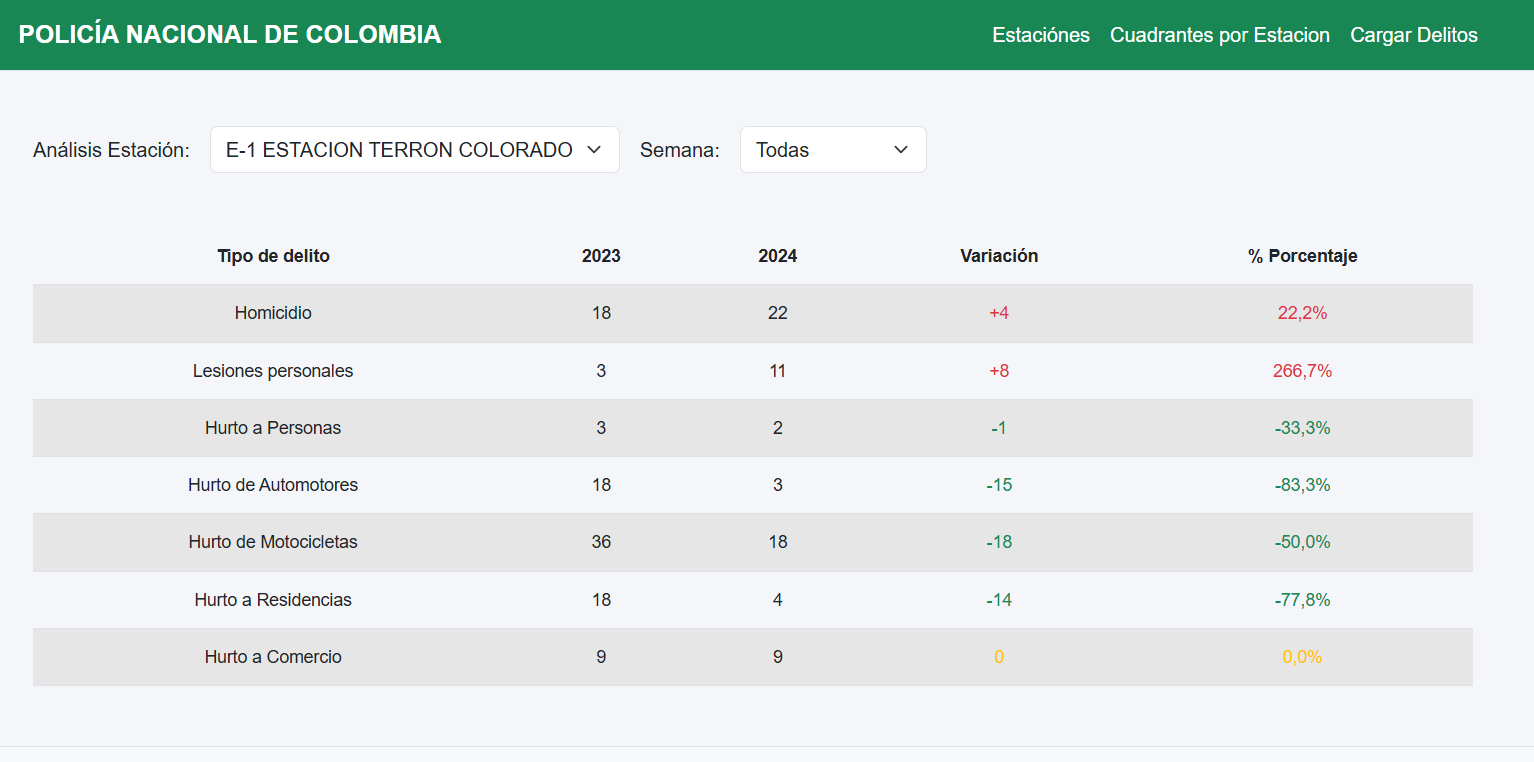 POLICÍA NACIONAL DE COLOMBIA Estaciónes Cuadrantes por Estacion Cargar Delitos
Análisis Estación: E-1 ESTACION TERRON COLORADO Semana: Todas
Tipo de delito 2023 2024 Variación % Porcentaje
Homicidio 18 22 +4 22,2%
Lesiones personales 3 11 +8 266,7%
Hurto a Personas 3 2 -1 -33,3%
Hurto de Automotores 18 3 -15 -83,3%
Hurto de Motocicletas 36 18 -18 -50,0%
Hurto a Residencias 18 4 -14 -77,8%
Hurto a Comercio 9 9 0 0,0%